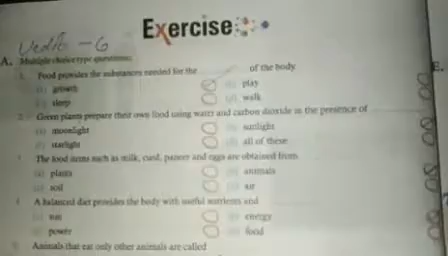 Exercise
A. Multiple choice type questions:
1. Food provides the substances needed for the of the body.
(i) growth (ii) play
(iii) sleep (iv) walk
2. Green plants prepare their own food using water and carbon dioxide in the presence of
moonlight sunlight
starlight all of these
The food items such as milk, curd, paneer and eggs are obtained from
plants animals
soil air
4. A balanced diet provides the body with useful nutrients and
energy
power food
5. Animals that eat only other animals are called
E.